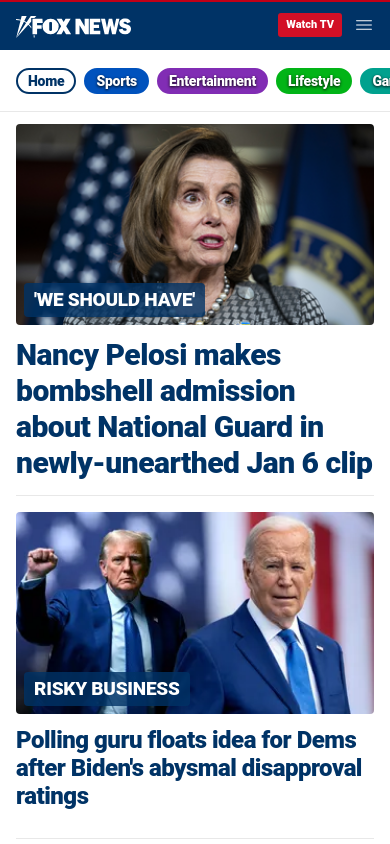 FOX NEWS
Watch TV
Home
Sports
Entertainment
Lifestyle
Ga
'WE SHOULD HAVE'
Nancy Pelosi makes
bombshell admission
about National Guard in
newly-unearthed Jan 6 clip
RISKY BUSINESS
Polling guru floats idea for Dems
after Biden's abysmal disapproval
ratings